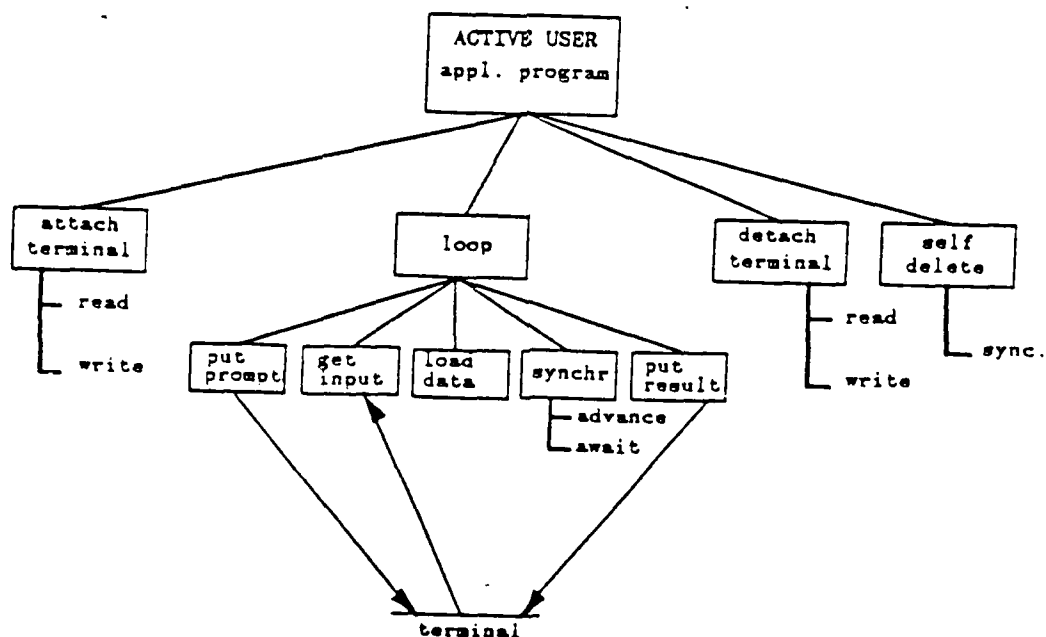 ACTIVE USER
appl. program
attach
terminal
loop
detach
terminal
self
delete
read
write
read
write
sync.
put
prompt
get
input
load
data
synchr
put
result
advance
await
terminal